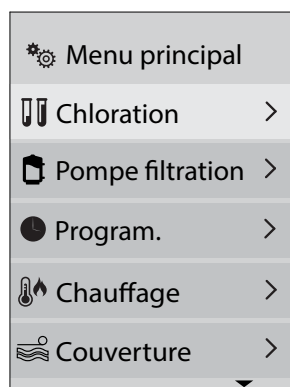 Menu principal
Chloration
Pompe filtration
Program.
Chauffage
Couverture